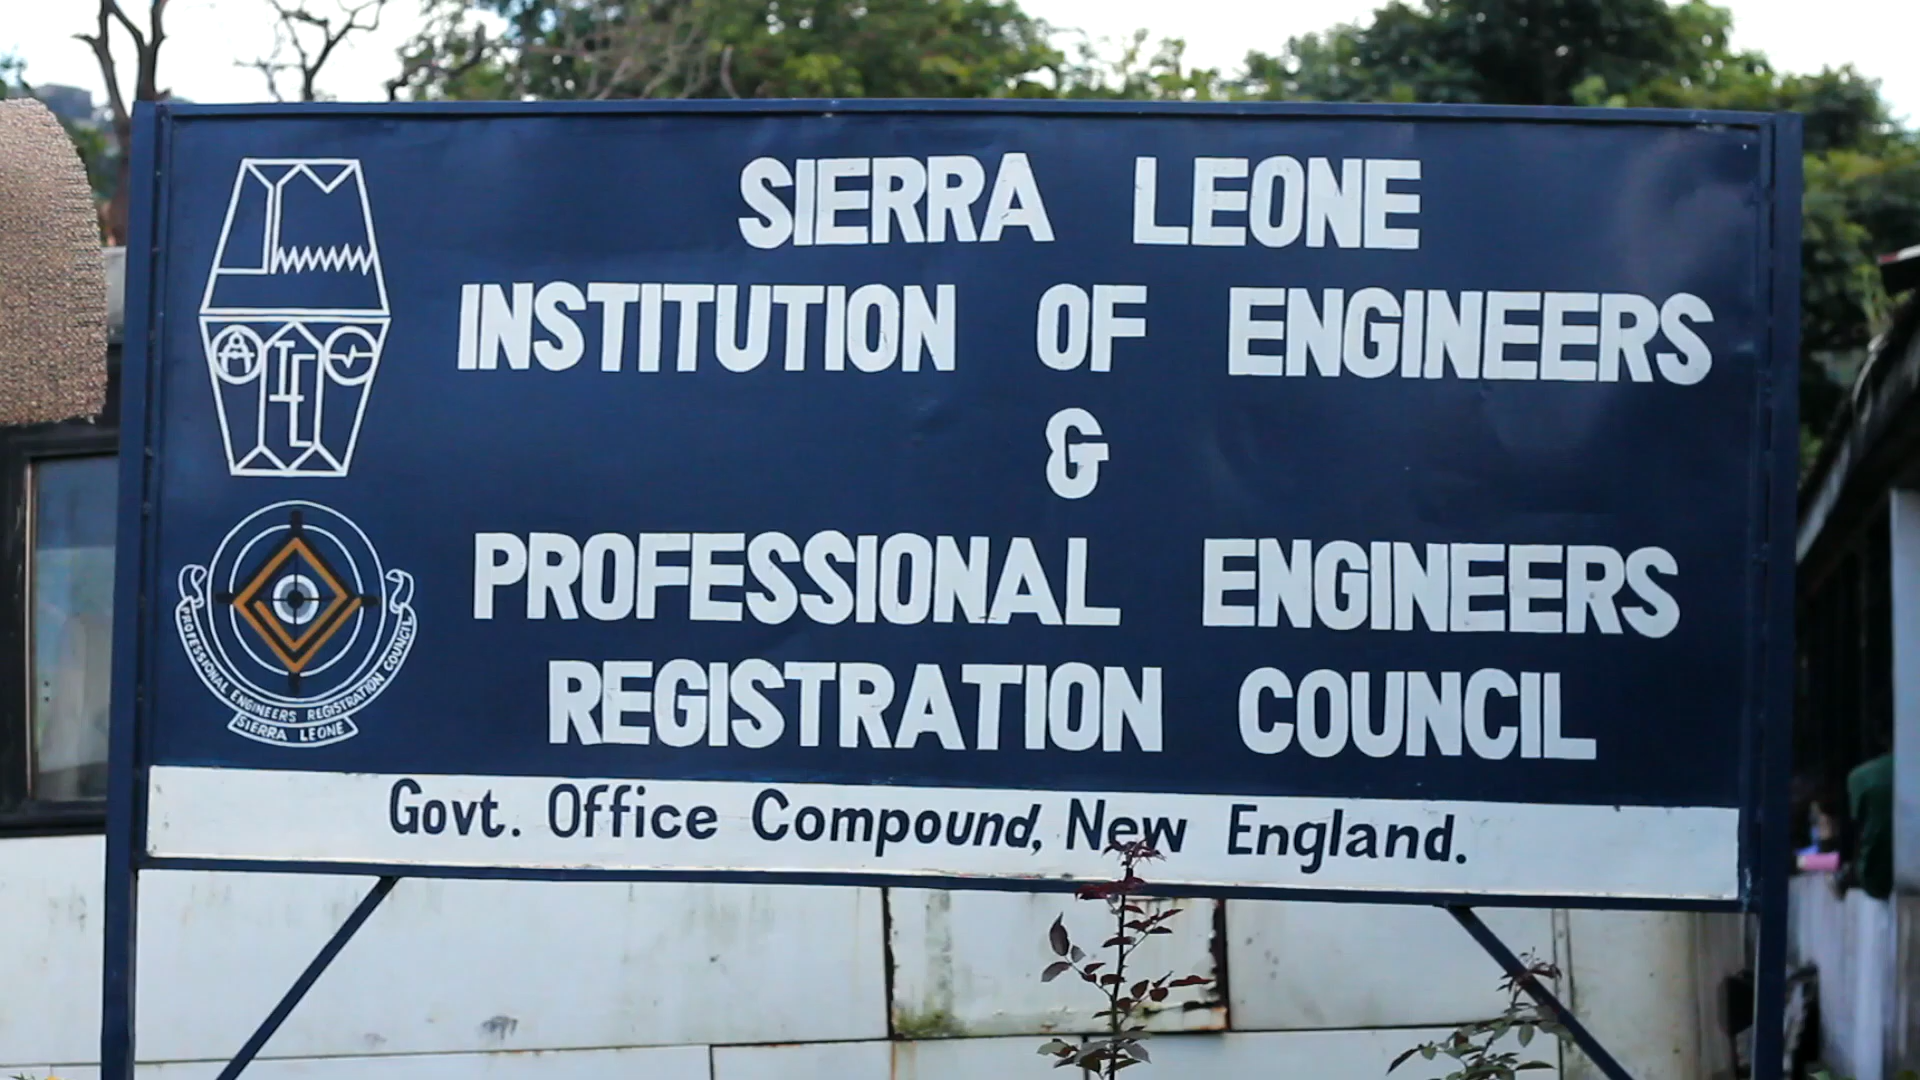 SIERRA LEONE
INSTITUTION OF ENGINEERS
&
PROFESSIONAL ENGINEERS
REGISTRATION COUNCIL
PROFESSIONAL ENGINEERS REGISTRATION COUNCIL
SIERRA LEONE
Govt. Office Compound, New England.